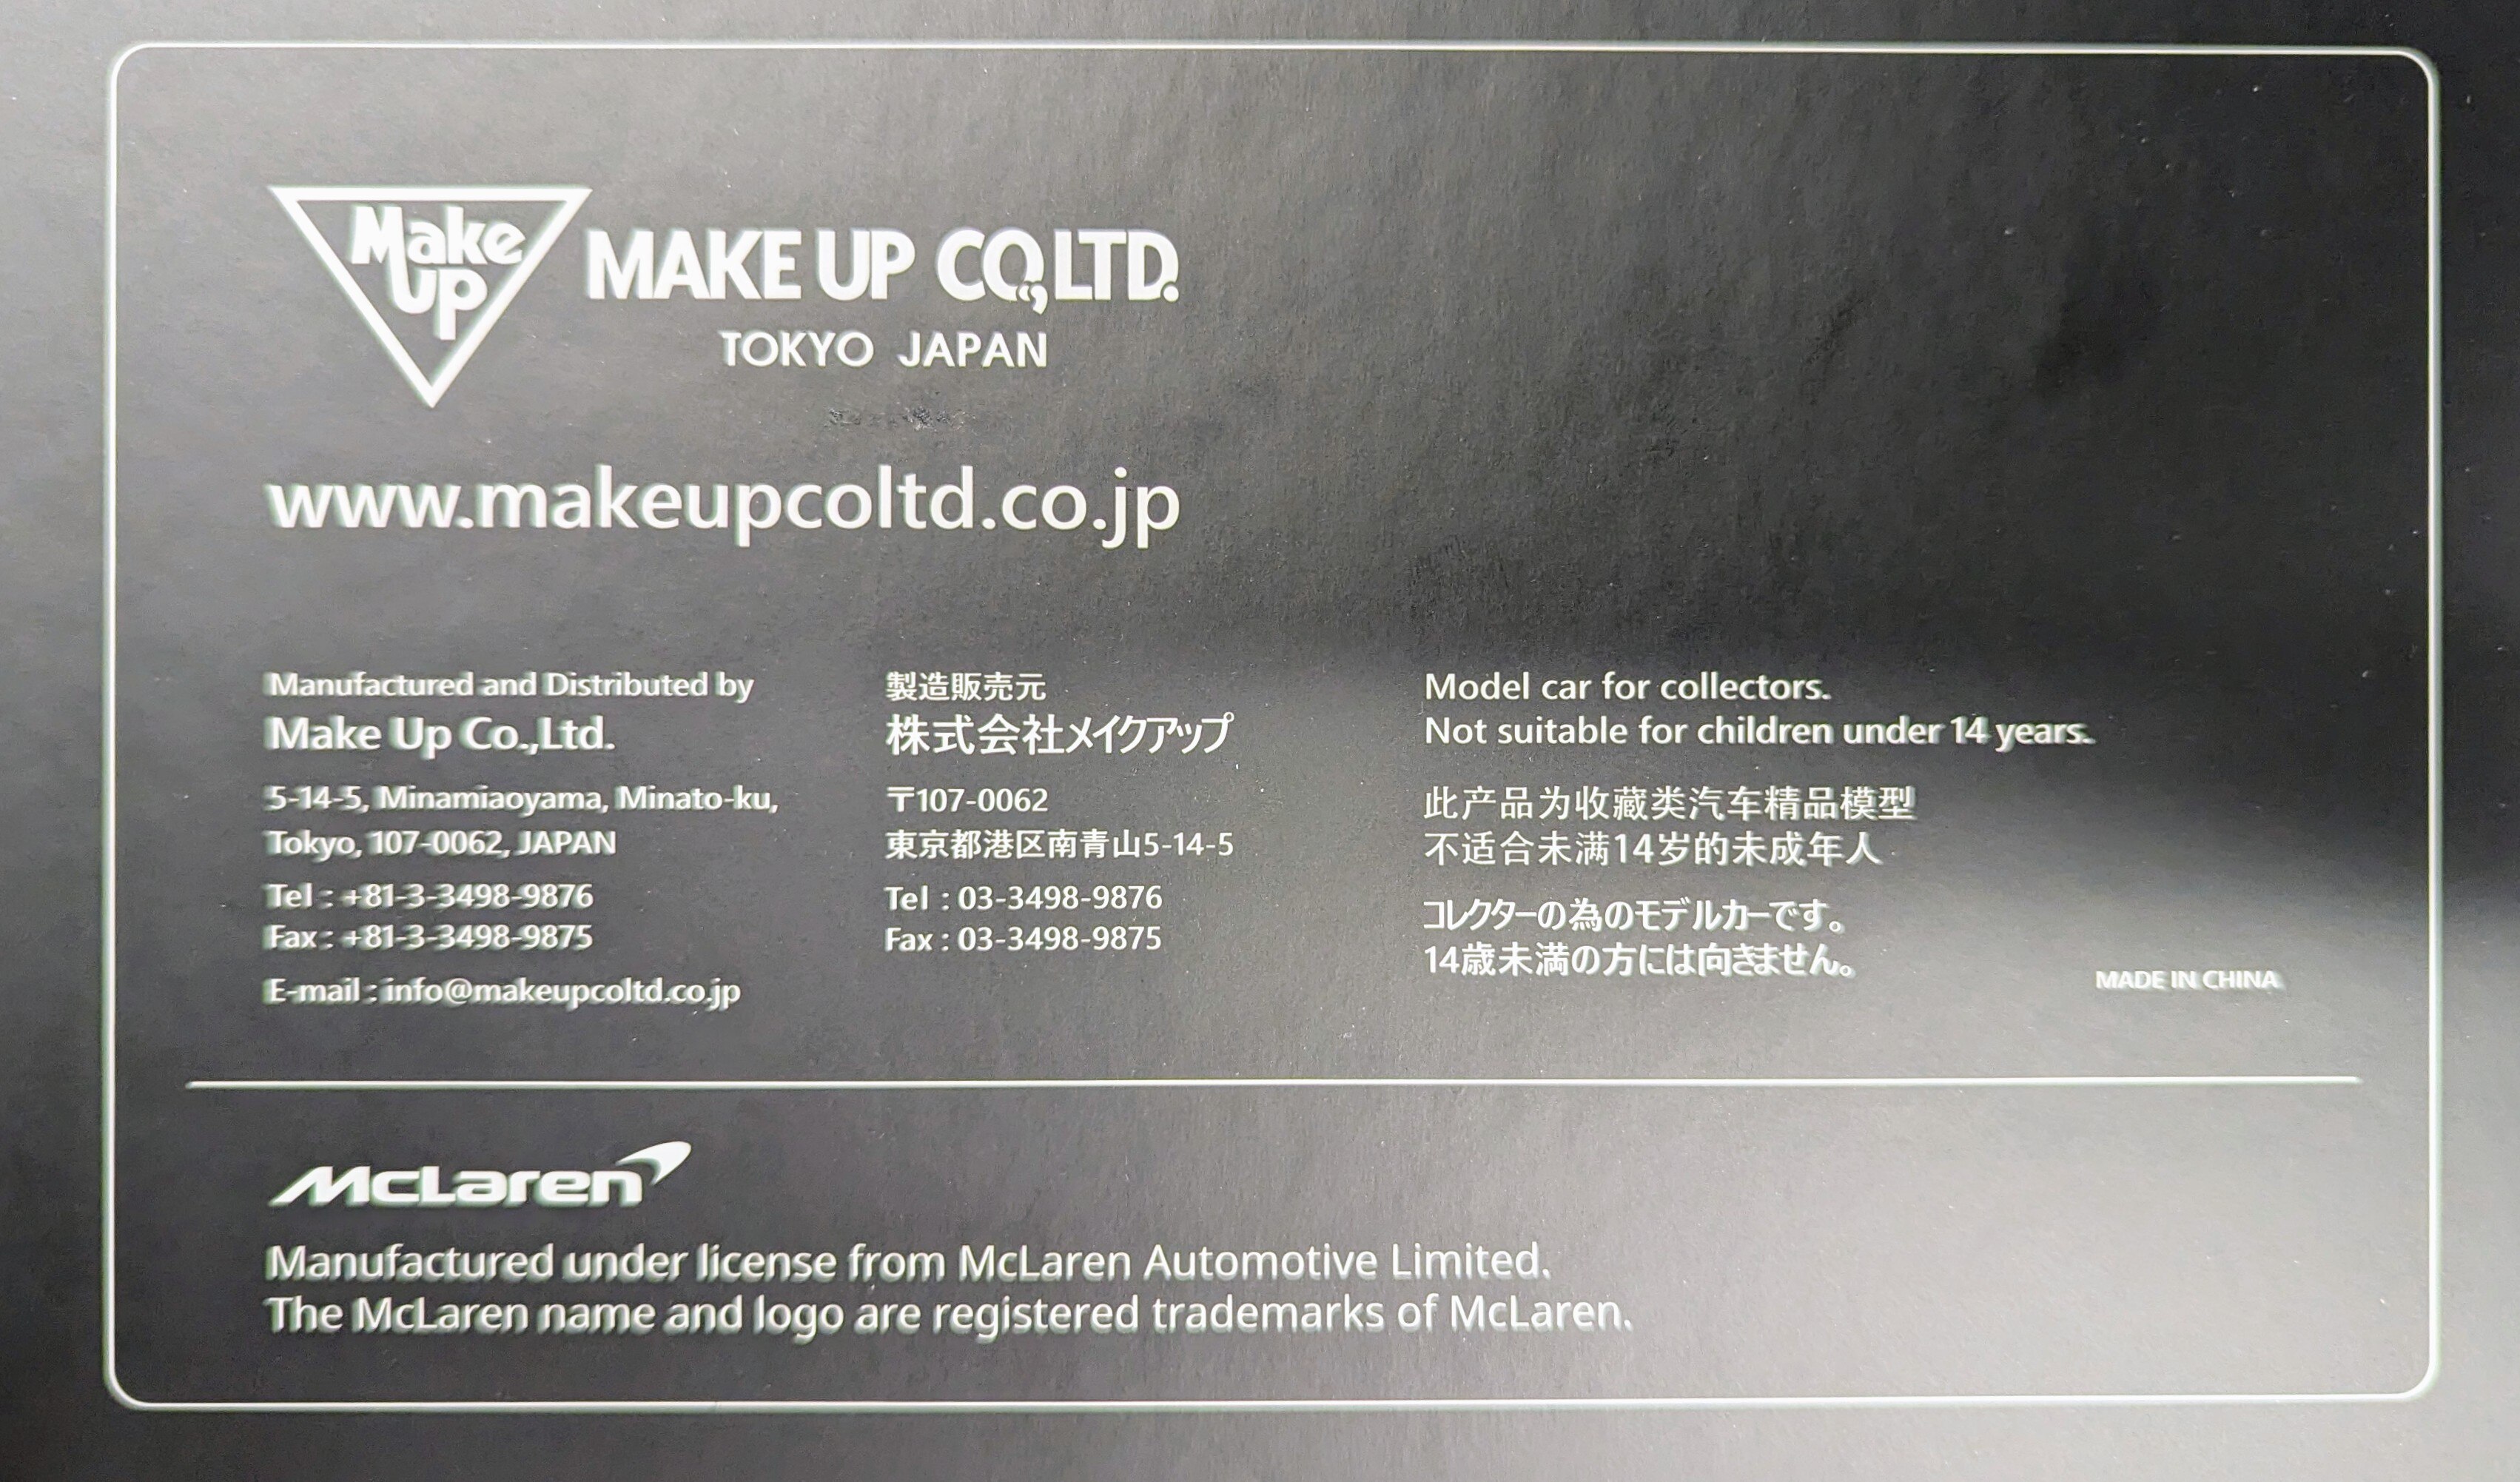 Make Up
MAKE UP CO.,LTD.
TOKYO JAPAN
www.makeupcoltd.co.jp
Manufactured and Distributed by
Make Up Co.,Ltd.
5-14-5, Minamiaoyama, Minato-ku,
Tokyo, 107-0062, JAPAN
Tel : +81-3-3498-9876
Fax : +81-3-3498-9875
E-mail : info@makeupcoltd.co.jp
製造販売元
株式会社メイクアップ
〒107-0062
東京都港区南青山5-14-5
Tel : 03-3498-9876
Fax : 03-3498-9875
Model car for collectors.
Not suitable for children under 14 years.
此产品为收藏类汽车精品模型
不适合未满14岁的未成年人
コレクターの為のモデルカーです。
14歳未満の方には向きません。
MADE IN CHINA
McLaren
Manufactured under license from McLaren Automotive Limited.
The McLaren name and logo are registered trademarks of McLaren.